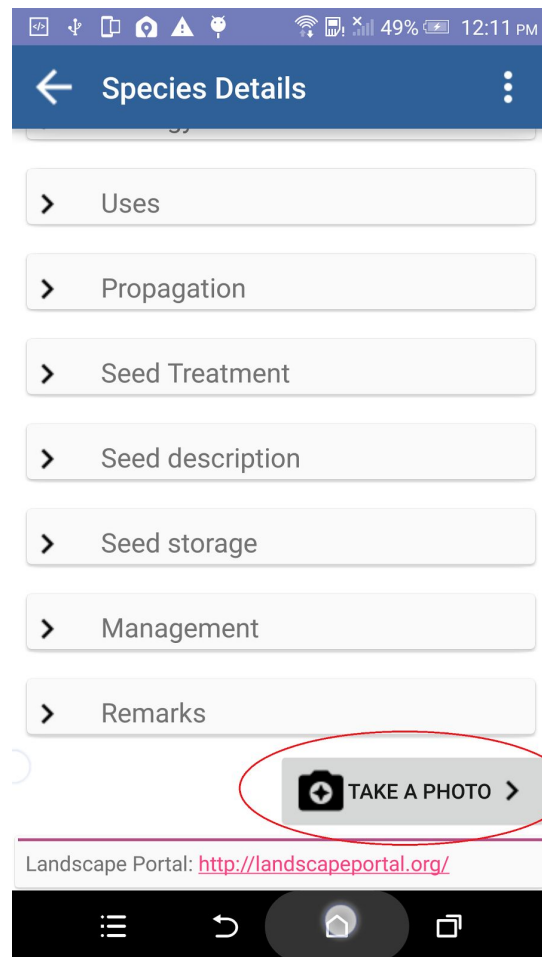 49% 12:11 PM
Species Details
Uses
Propagation
Seed Treatment
Seed description
Seed storage
Management
Remarks
TAKE A PHOTO
Landscape Portal: http://landscapeportal.org/